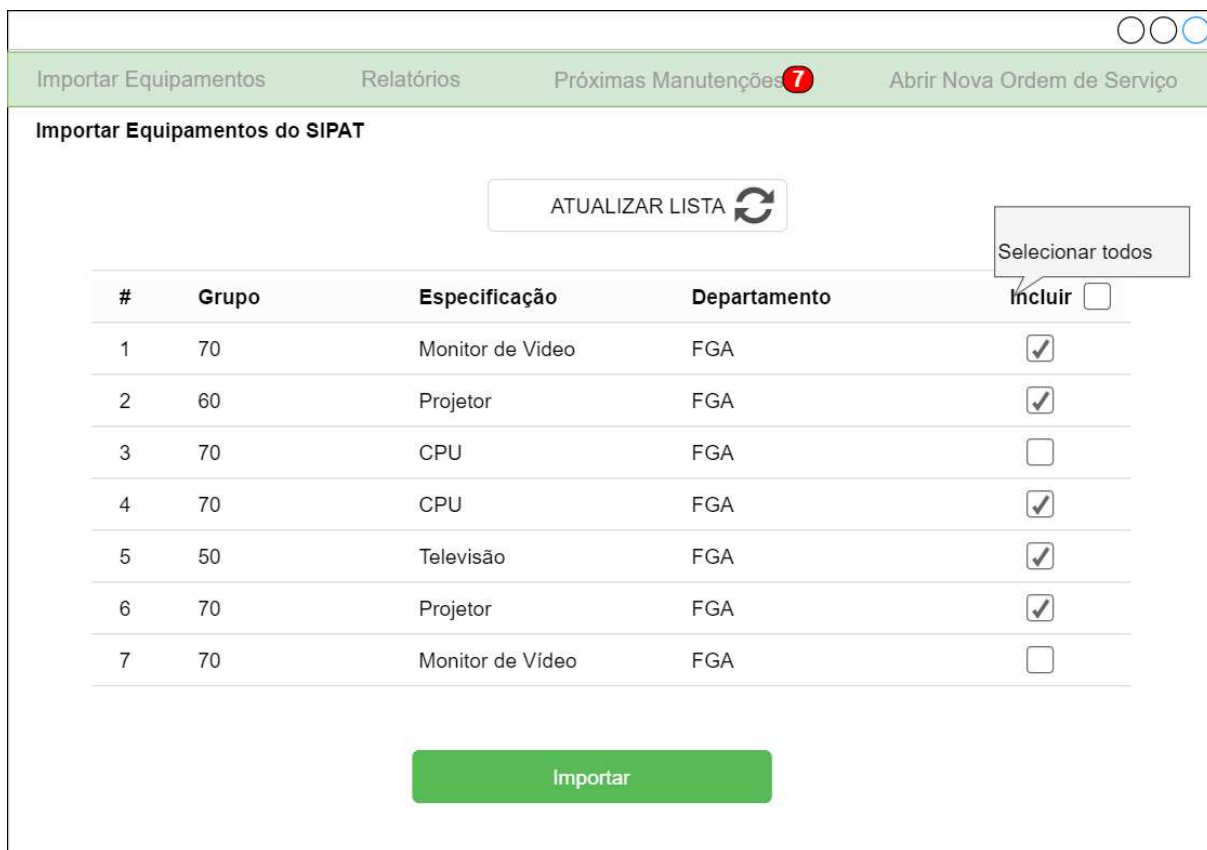 Importar Equipamentos Relatórios Próximas Manutenções 7 Abrir Nova Ordem de Serviço
Importar Equipamentos do SIPAT
ATUALIZAR LISTA
Selecionar todos
# Grupo Especificação Departamento Incluir
1 70 Monitor de Video FGA
2 60 Projetor FGA
3 70 CPU FGA
4 70 CPU FGA
5 50 Televisão FGA
6 70 Projetor FGA
7 70 Monitor de Vídeo FGA
Importar